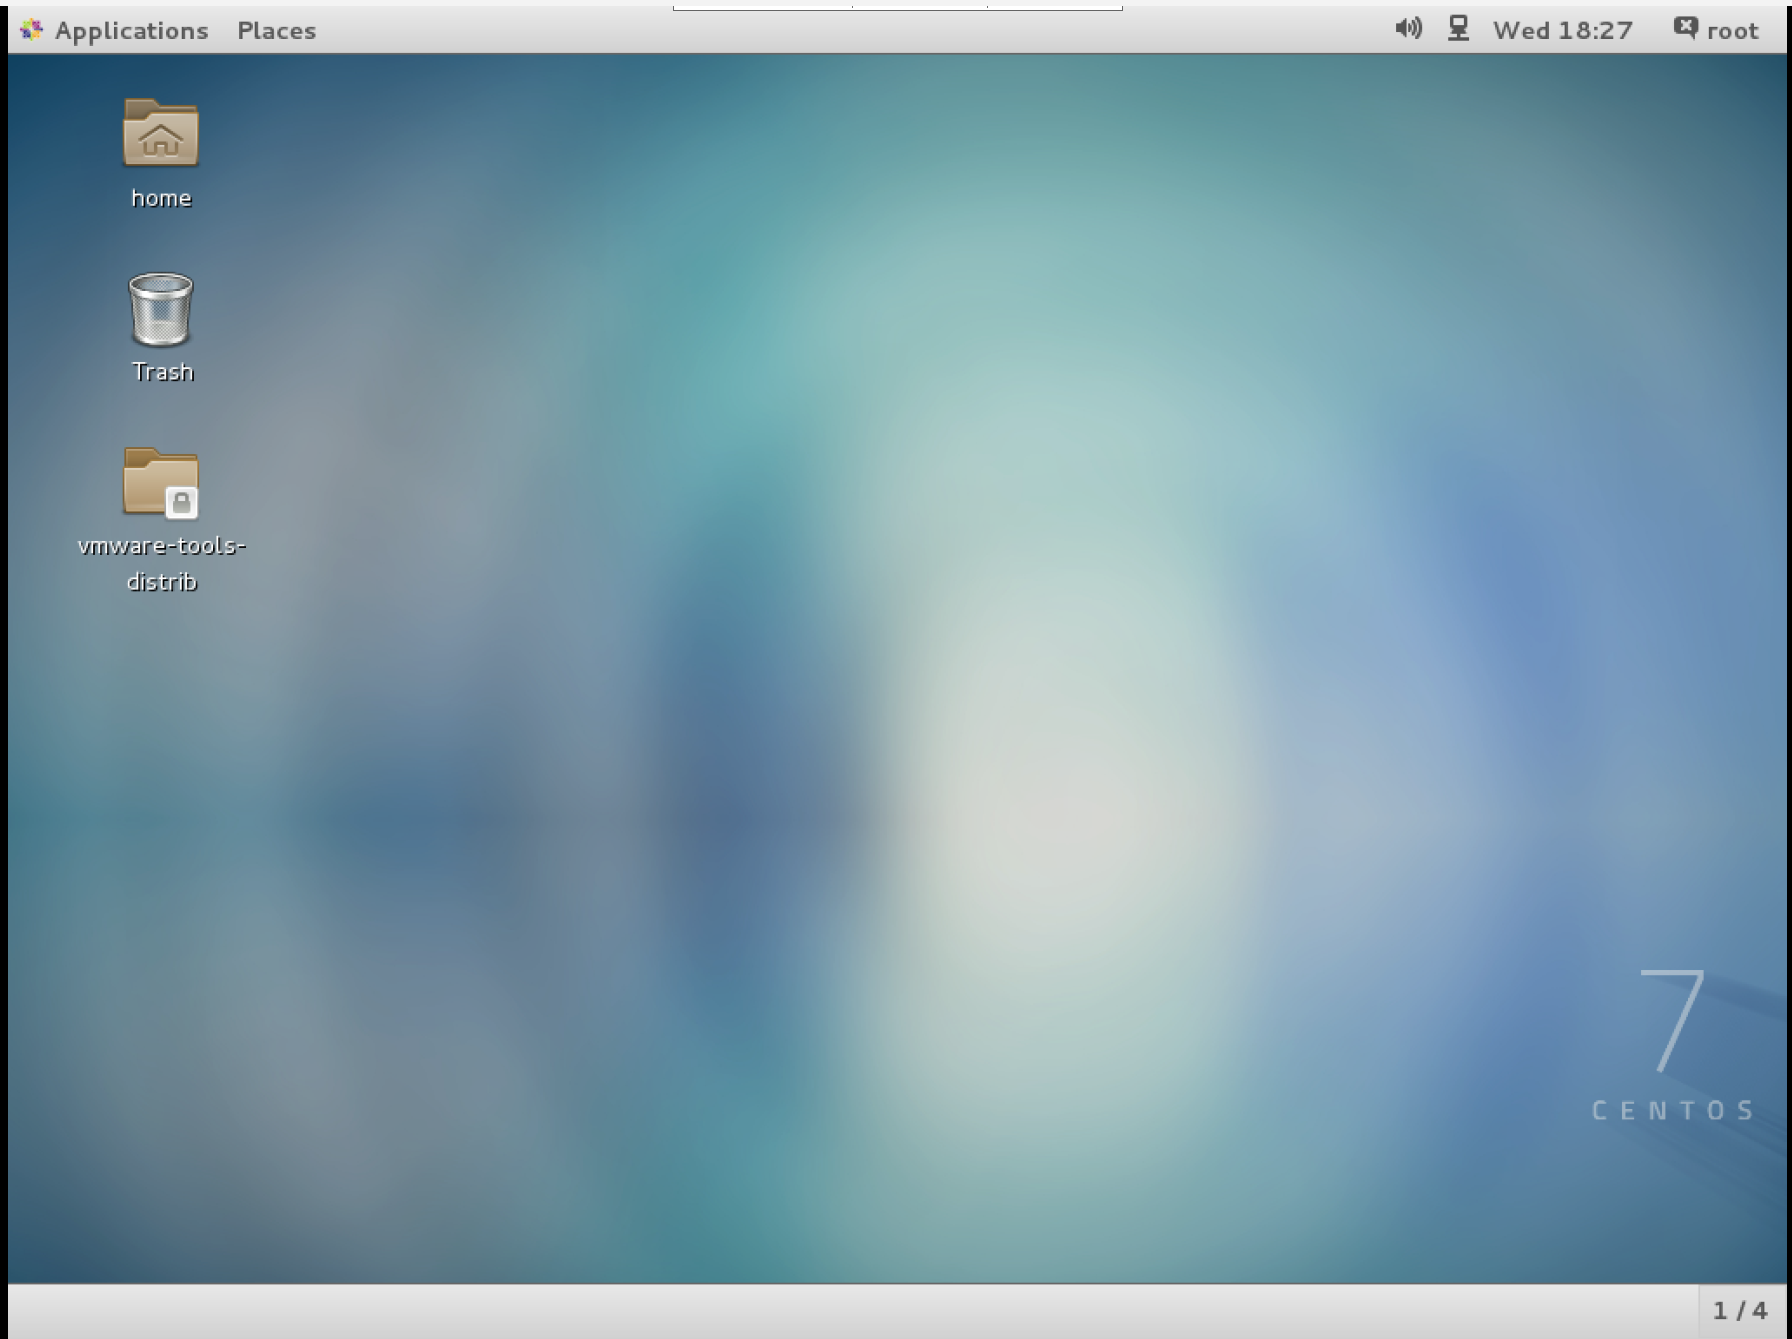 Applications Places Wed 18:27 root
home
Trash
vmware-tools-
distrib
7
CENTOS
1 / 4